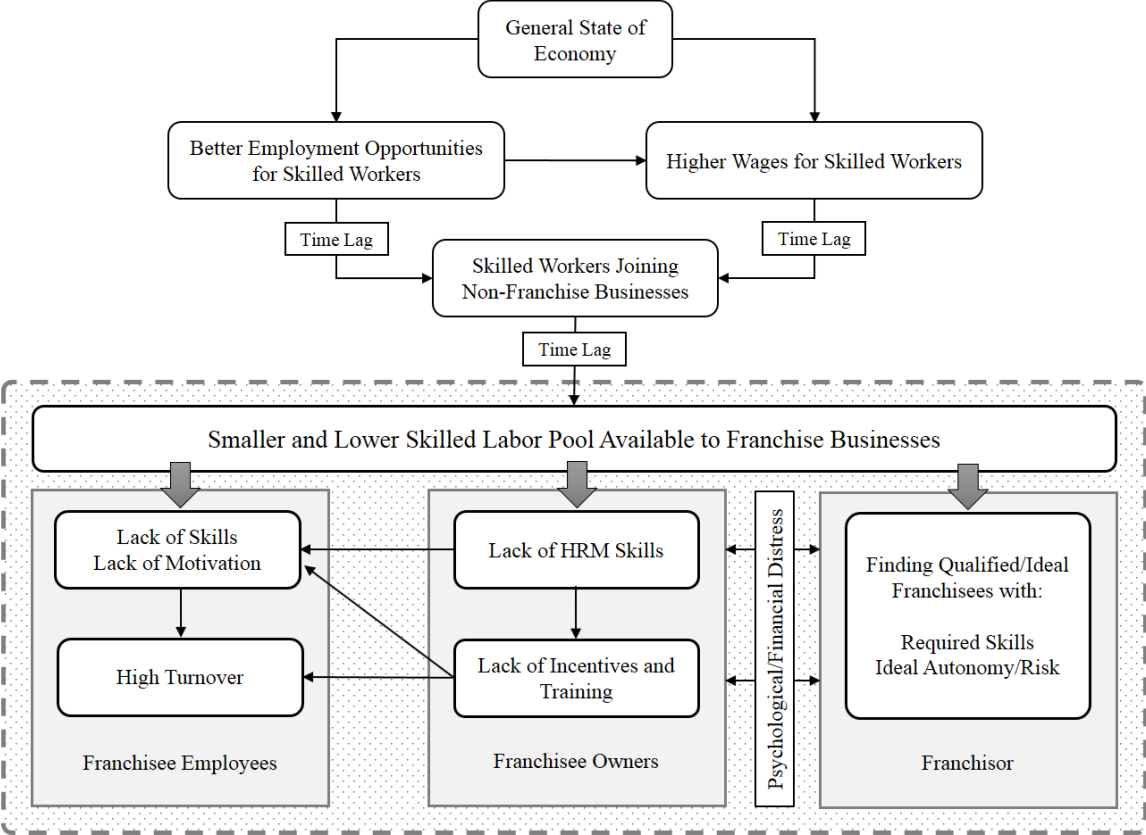 General State of
Economy
Better Employment Opportunities
for Skilled Workers
Higher Wages for Skilled Workers
Time Lag
Time Lag
Skilled Workers Joining
Non-Franchise Businesses
Time Lag
Smaller and Lower Skilled Labor Pool Available to Franchise Businesses
Lack of Skills
Lack of Motivation
High Turnover
Franchisee Employees
Lack of HRM Skills
Lack of Incentives and
Training
Franchisee Owners
Psychological/Financial Distress
Finding Qualified/Ideal
Franchisees with:
Required Skills
Ideal Autonomy/Risk
Franchisor